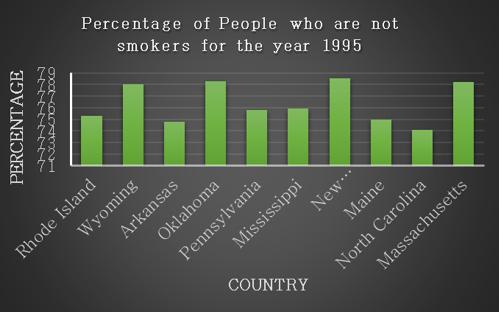 Percentage of People who are not
smokers for the year 1995
PERCENTAGE
79
78
77
76
75
74
73
72
71
Rhode Island
Wyoming
Arkansas
Oklahoma
Pennsylvania
Mississippi
New...
Maine
North Carolina
Massachusetts
COUNTRY